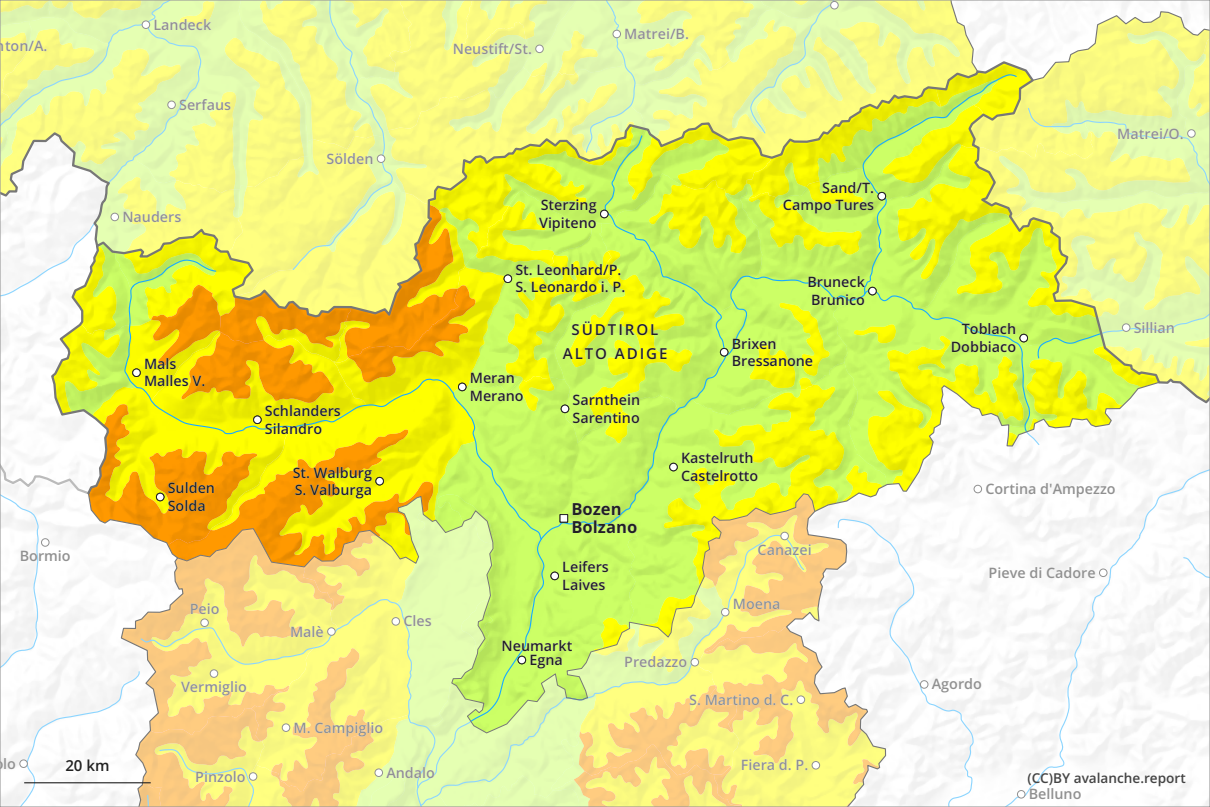 Landeck
nton/A.
Neustift/St.
Matrei/B.
Serfaus
Matrei/O.
Sölden
Nauders
Sand/T.
Campo Tures
Sterzing
Vipiteno
St. Leonhard/P.
S. Leonardo i. P.
Bruneck
Brunico
SÜDTIROL
ALTO ADIGE
Toblach
Dobbiaco
Sillian
Brixen
Bressanone
Mals
Malles V.
Meran
Merano
Sarnthein
Sarentino
Schlanders
Silandro
Kastelruth
Castelrotto
St. Walburg
S. Valburga
Sulden
Solda
Cortina d'Ampezzo
Bozen
Bolzano
Bormio
Canazei
Leifers
Laives
Pieve di Cadore
Peio
Moena
Malè
Cles
Neumarkt
Egna
Predazzo
Vermiglio
Agordo
S. Martino d. C.
M. Campiglio
olo
20 km
Pinzolo
Andalo
Fiera d. P.
(CC)BY avalanche.report
Belluno